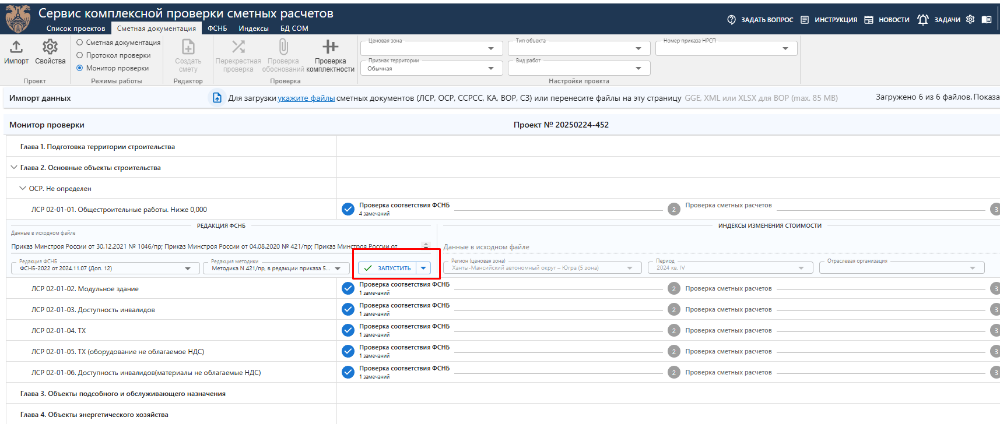 Сервис комплексной проверки сметных расчетов
Список проектов Сметная документация ФСНБ Индексы БД СОМ
ЗАДАТЬ ВОПРОС ИНСТРУКЦИЯ НОВОСТИ ЗАДАЧИ
Импорт Свойства
Проект
Сметная документация
Протокол проверки
Монитор проверки
Режимы работы
Создать смету
Редактор
Перекрестная проверка Проверка обоснований Проверка комплектности
Проверка
Ценовая зона
Тип объекта
Номер приказа НРСП
Признак территории
Обычная
Вид работ
Настройки проекта
Импорт данных
Для загрузки укажите файлы сметных документов (ЛСР, ОСР, ССРСС, КА, ВОР, СЗ) или перенесите файлы на эту страницу GGE, XML или XLSX для ВОР (max. 85 MB)
Загружено 6 из 6 файлов. Показа
Монитор проверки Проект № 20250224-452
Глава 1. Подготовка территории строительства
Глава 2. Основные объекты строительства
ОСР. Не определен
ЛСР 02-01-01. Общестроительные работы. Ниже 0,000 Проверка соответствия ФСНБ 2 Проверка сметных расчетов 3
4 замечаний
РЕДАКЦИЯ ФСНБ ИНДЕКСЫ ИЗМЕНЕНИЯ СТОИМОСТИ
Данные в исходном файле
Приказ Минстроя России от 30.12.2021 № 1046/пр; Приказ Минстроя России от 04.08.2020 № 421/пр; Приказ Минстроя России от
Данные в исходном файле
Редакция ФСНБ
ФСНБ-2022 от 2024.11.07 (Доп. 12)
Редакция методики
Методика N 421/пр, в редакции приказа 5...
ЗАПУСТИТЬ
Регион (ценовая зона)
Ханты-Мансийский автономный округ – Югра (5 зона)
Период
2024 кв. IV
Отраслевая организация
ЛСР 02-01-02. Модульное здание Проверка соответствия ФСНБ 2 Проверка сметных расчетов 3
1 замечаний
ЛСР 02-01-03. Доступность инвалидов Проверка соответствия ФСНБ 2 Проверка сметных расчетов 3
1 замечаний
ЛСР 02-01-04. ТХ Проверка соответствия ФСНБ 2 Проверка сметных расчетов 3
1 замечаний
ЛСР 02-01-05. ТХ (оборудование не облагаемое НДС) Проверка соответствия ФСНБ 2 Проверка сметных расчетов 3
1 замечаний
ЛСР 02-01-06. Доступность инвалидов(материалы не облагаемые НДС) Проверка соответствия ФСНБ 2 Проверка сметных расчетов 3
1 замечаний
Глава 3. Объекты подсобного и обслуживающего назначения
Глава 4. Объекты энергетического хозяйства